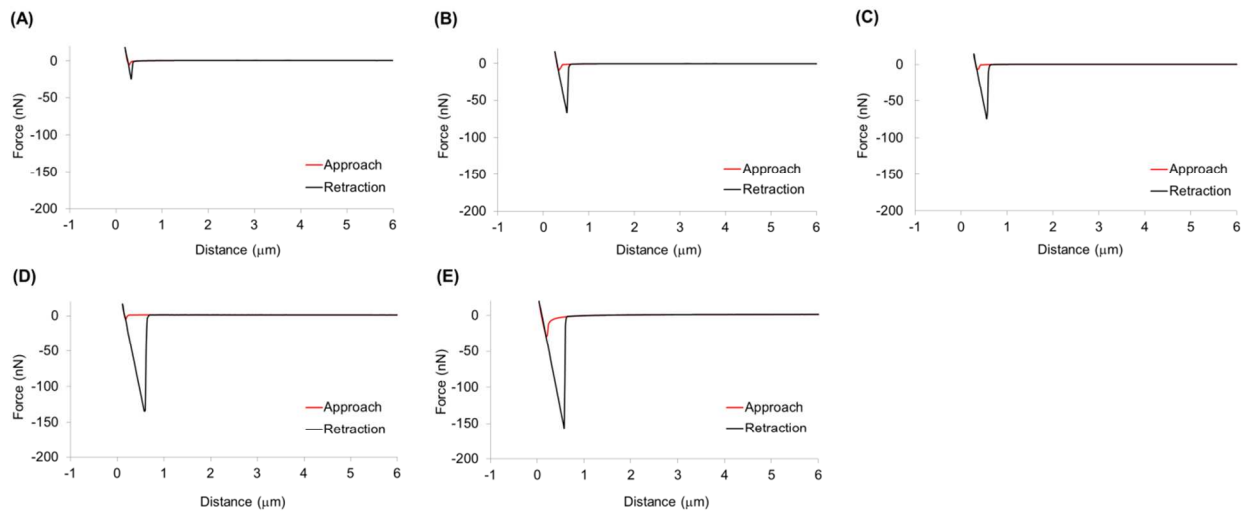 (A)
0
-50
-100
-150
-200
Force (nN)
Approach
Retraction
-1 0 1 2 3 4 5 6
Distance (μm)
(B)
0
-50
-100
-150
-200
Force (nN)
Approach
Retraction
-1 0 1 2 3 4 5 6
Distance (μm)
(C)
0
-50
-100
-150
-200
Force (nN)
Approach
Retraction
-1 0 1 2 3 4 5 6
Distance (μm)
(D)
0
-50
-100
-150
-200
Force (nN)
Approach
Retraction
-1 0 1 2 3 4 5 6
Distance (μm)
(E)
0
-50
-100
-150
-200
Force (nN)
Approach
Retraction
-1 0 1 2 3 4 5 6
Distance (μm)